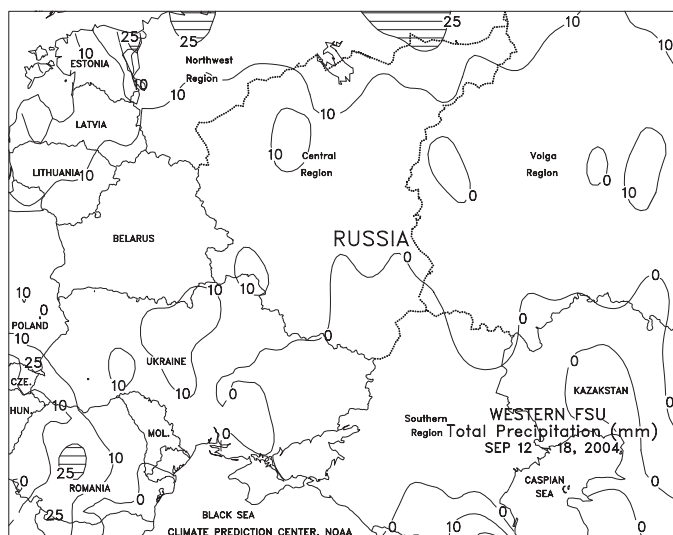 25
25
10
10
25
10
ESTONIA
Northwest
Region
0
10
10
LATVIA
Central
Region
10
Volga
Region
LITHUANIA
10
0
0
10
BELARUS
RUSSIA
0
10
10
10
0
0
0
POLAND
10
0
25
UKRAINE
0
CZE.
10
10
0
KAZAKSTAN
0
HUN.
10
WESTERN FSU
Southern
Region
Total Precipitation (mm)
MOL.
0
SEP 12 - 18, 2004
10
25
0
ROMANIA
0
CASPIAN
SEA
0
25
BLACK SEA
0
0
10
0
CLIMATE PREDICTION CENTER, NOAA